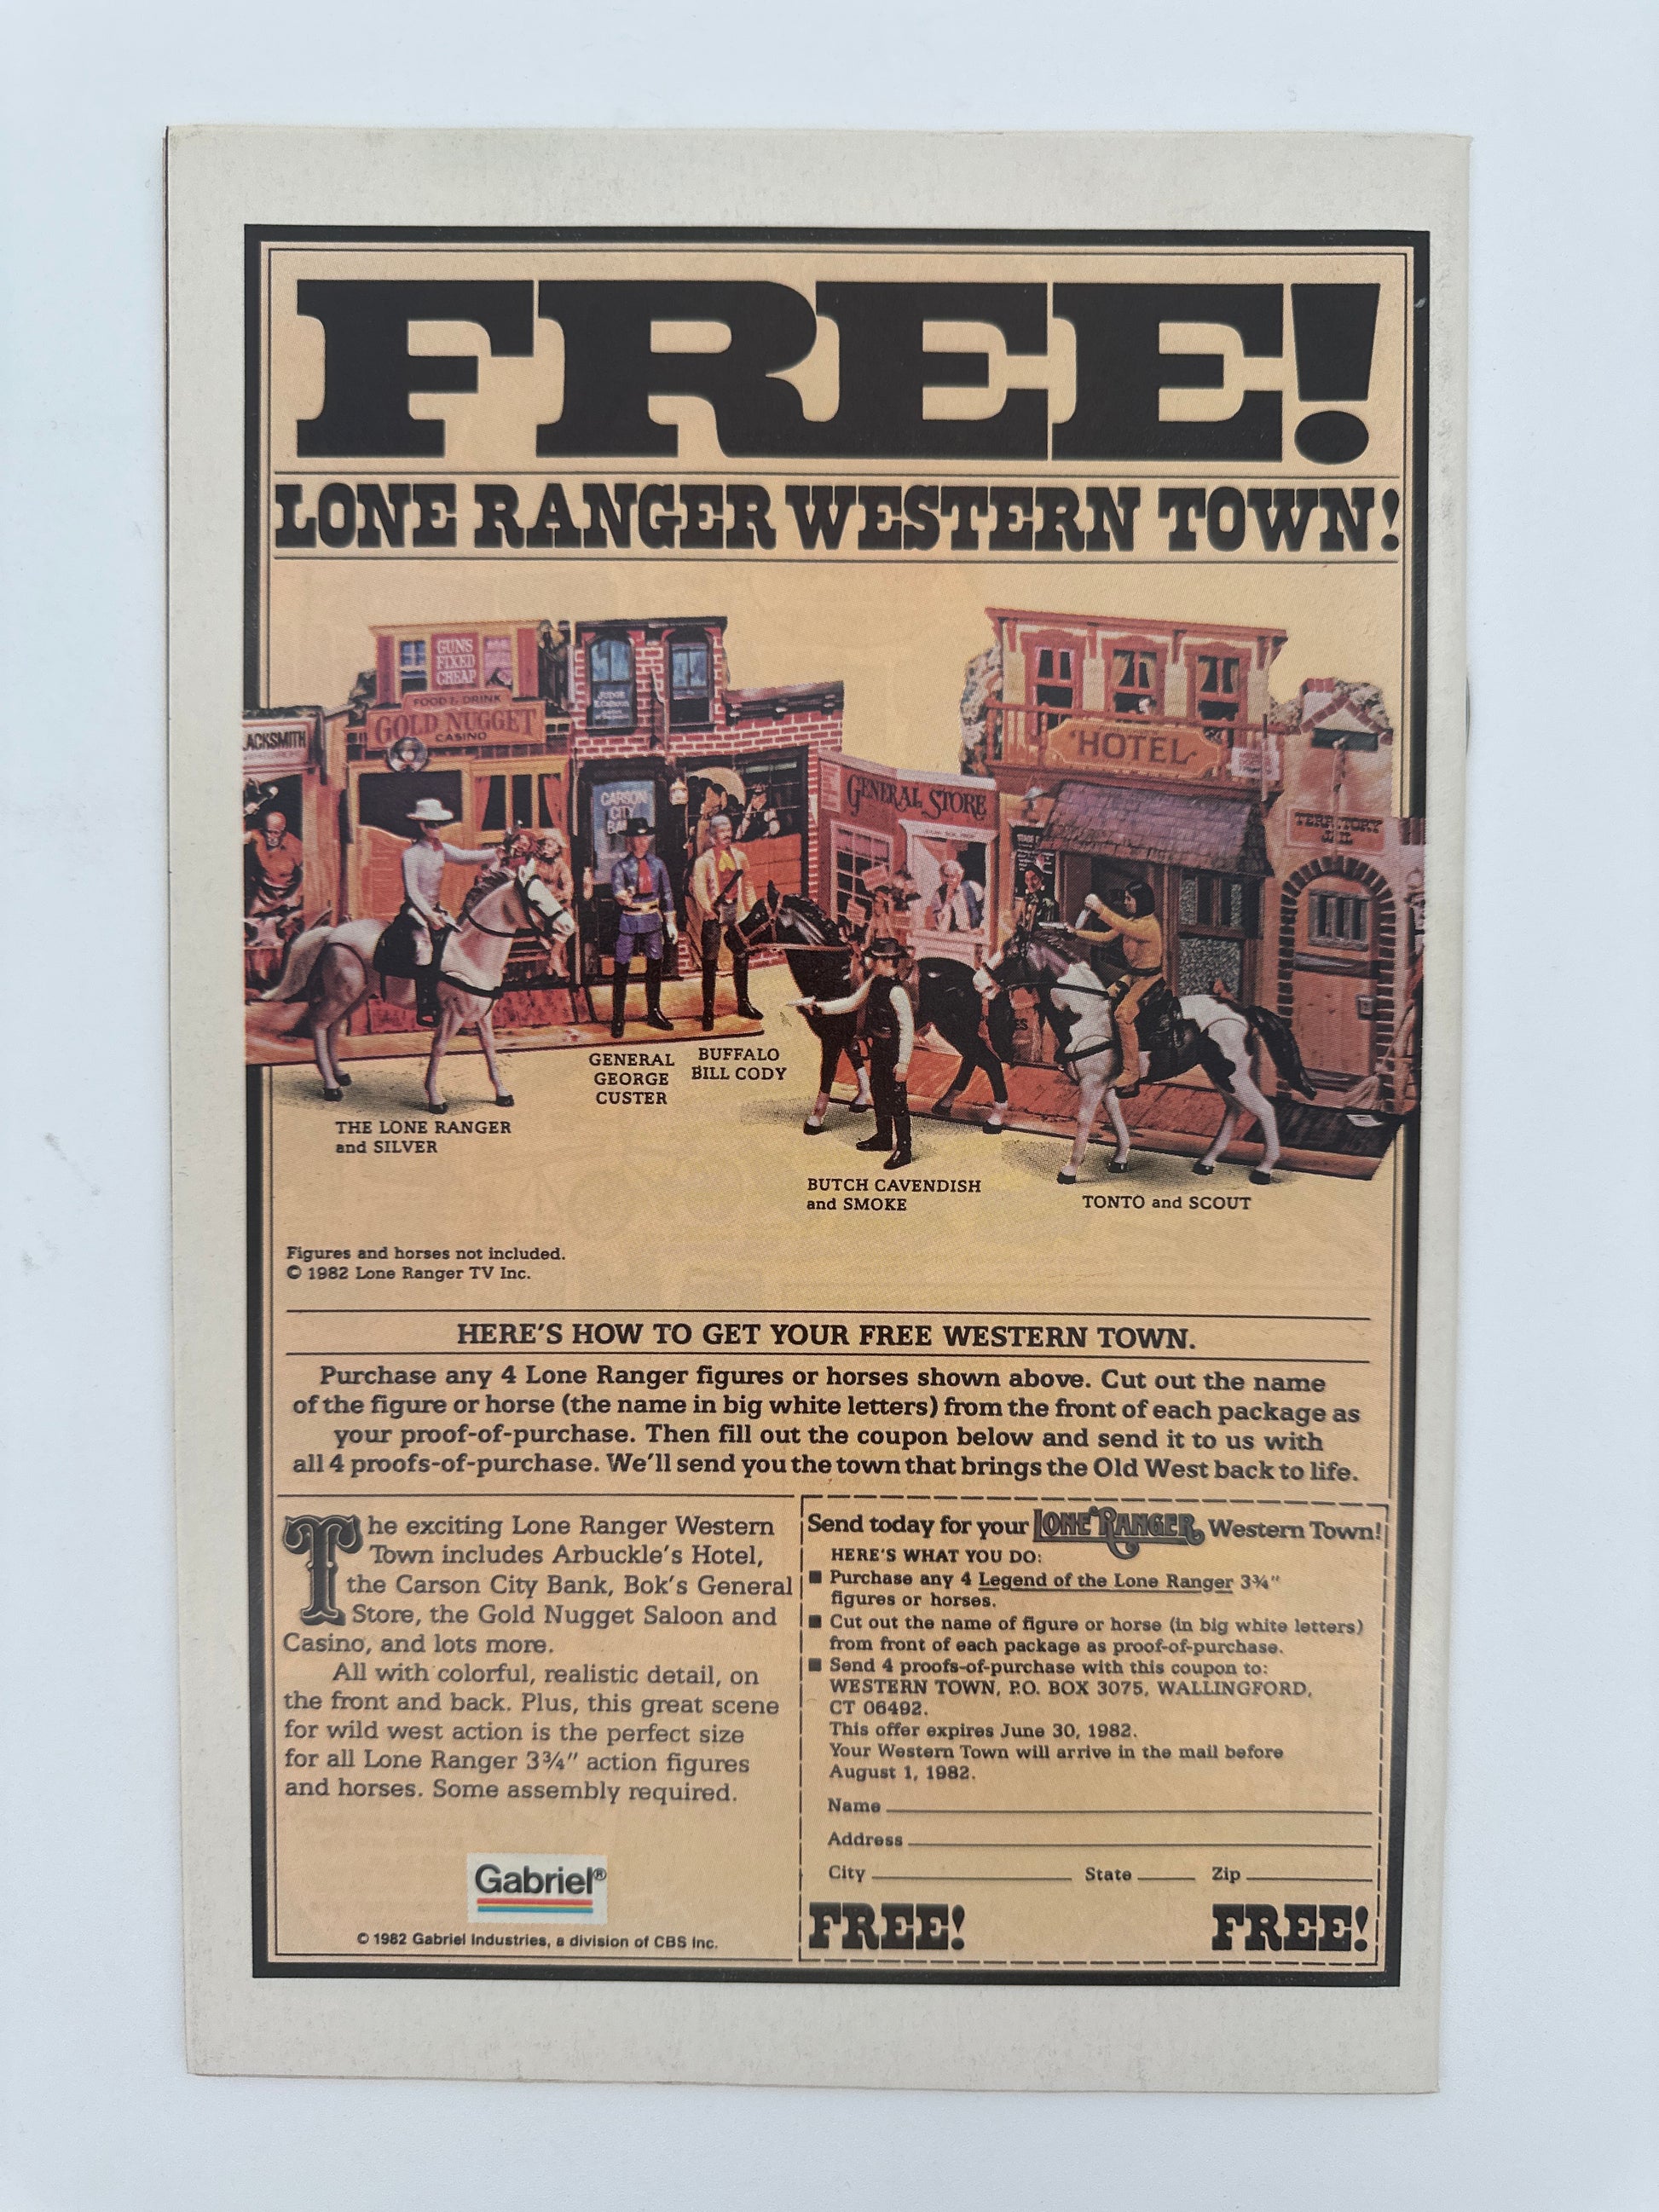 FREE!
LONE RANGER WESTERN TOWN!
GUNS
FIXED
CHEAP
FOOD & DRINK
GOLD NUGGET
CASINO
ACKSMITH
JUDGE
CARSON
CITY
BA
GENERAL STORE
HOTEL
TERRITORY
JAIL
THE LONE RANGER
and SILVER
GENERAL
GEORGE
CUSTER
BUFFALO
BILL CODY
BUTCH CAVENDISH
and SMOKE
TONTO and SCOUT
Figures and horses not included.
© 1982 Lone Ranger TV Inc.
HERE'S HOW TO GET YOUR FREE WESTERN TOWN.
Purchase any 4 Lone Ranger figures or horses shown above. Cut out the name
of the figure or horse (the name in big white letters) from the front of each package as
your proof-of-purchase. Then fill out the coupon below and send it to us with
all 4 proofs-of-purchase. We'll send you the town that brings the Old West back to life.
The exciting Lone Ranger Western
Town includes Arbuckle's Hotel,
the Carson City Bank, Bok's General
Store, the Gold Nugget Saloon and
Casino, and lots more.
All with colorful, realistic detail, on
the front and back. Plus, this great scene
for wild west action is the perfect size
for all Lone Ranger 3¾" action figures
and horses. Some assembly required.
Gabriel®
© 1982 Gabriel Industries, a division of CBS Inc.
Send today for your LONE RANGER Western Town!
HERE'S WHAT YOU DO:
■ Purchase any 4 Legend of the Lone Ranger 3¾"
figures or horses.
■ Cut out the name of figure or horse (in big white letters)
from front of each package as proof-of-purchase.
■ Send 4 proofs-of-purchase with this coupon to:
WESTERN TOWN, P.O. BOX 3075, WALLINGFORD,
CT 06492.
This offer expires June 30, 1982.
Your Western Town will arrive in the mail before
August 1, 1982.
Name
Address
City State Zip
FREE! FREE!